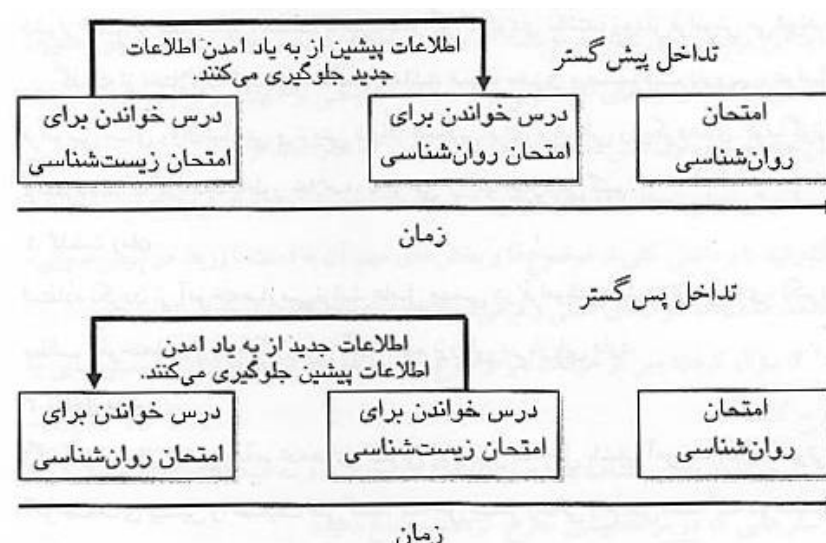 تداخل پیش گستر
اطلاعات پیشین از به یاد امدن اطلاعات
جدید جلوگیری می‌کنند.
درس خواندن برای
امتحان زیست‌شناسی
درس خواندن برای
امتحان روان‌شناسی
امتحان
روان‌شناسی
زمان
تداخل پس گستر
اطلاعات جدید از به یاد امدن
اطلاعات پیشین جلوگیری می‌کنند.
درس خواندن برای
امتحان روان‌شناسی
درس خواندن برای
امتحان زیست‌شناسی
امتحان
روان‌شناسی
زمان